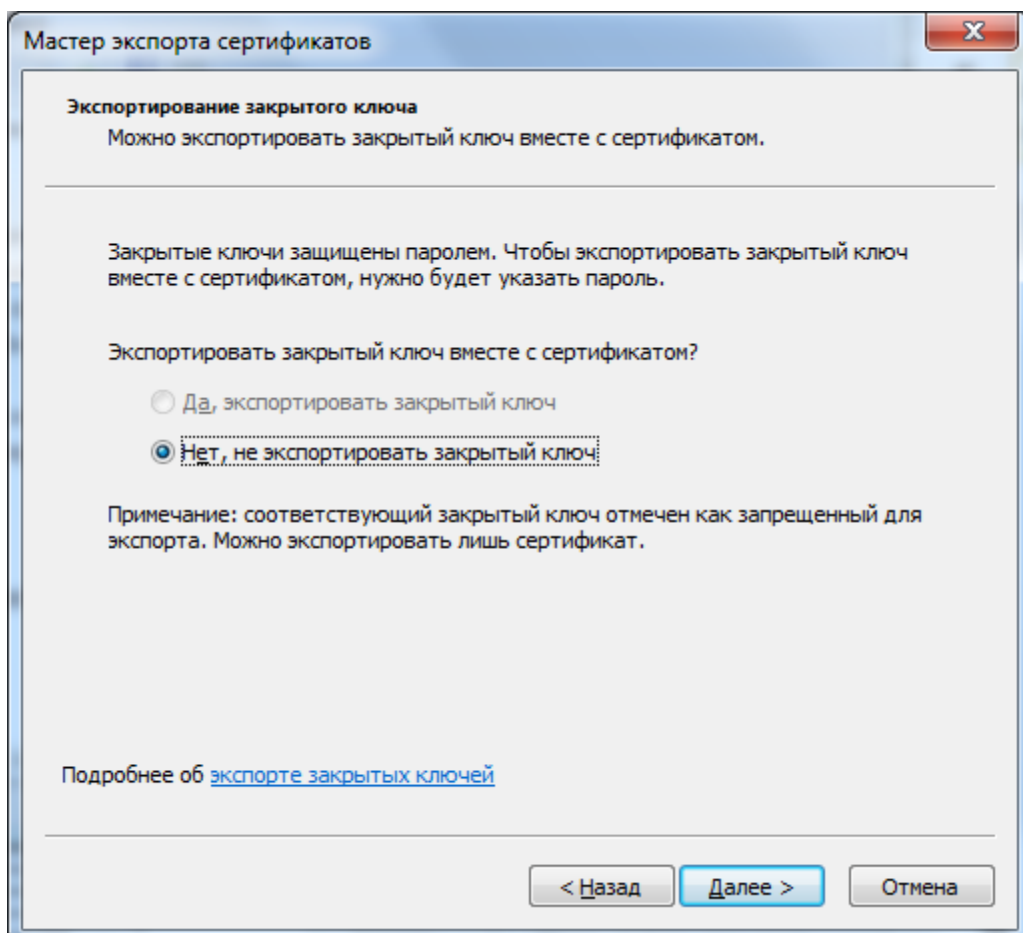 Мастер экспорта сертификатов
Экспортирование закрытого ключа
Можно экспортировать закрытый ключ вместе с сертификатом.
Закрытые ключи защищены паролем. Чтобы экспортировать закрытый ключ
вместе с сертификатом, нужно будет указать пароль.
Экспортировать закрытый ключ вместе с сертификатом?
Да, экспортировать закрытый ключ
Нет, не экспортировать закрытый ключ
Примечание: соответствующий закрытый ключ отмечен как запрещенный для
экспорта. Можно экспортировать лишь сертификат.
Подробнее об экспорте закрытых ключей
< Назад Далее > Отмена